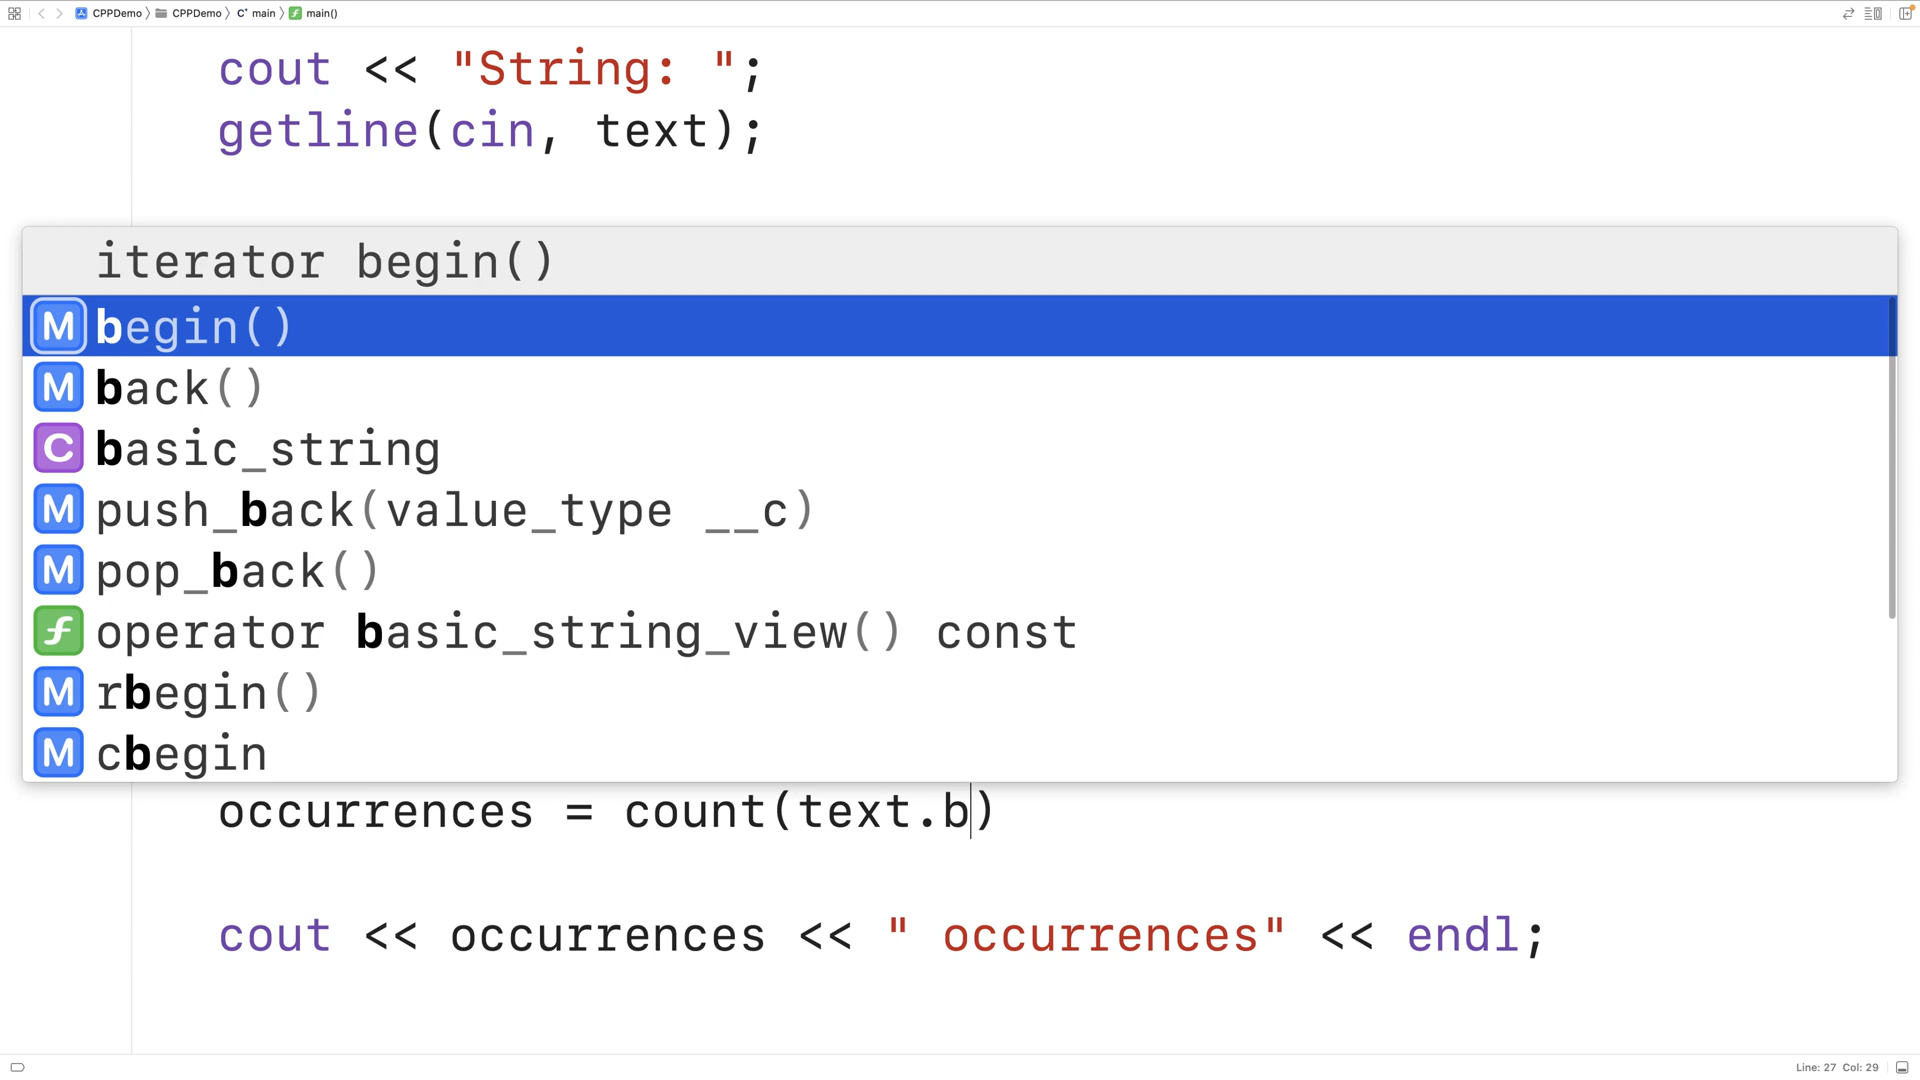 CPPDemo CPPDemo C+ main f main()
cout << "String: ";
getline(cin, text);
iterator begin()
M begin()
M back()
C basic_string
M push_back(value_type __c)
M pop_back()
f operator basic_string_view() const
M rbegin()
M cbegin
occurrences = count(text.b)
cout << occurrences << " occurrences" << endl;
Line: 27 Col: 29